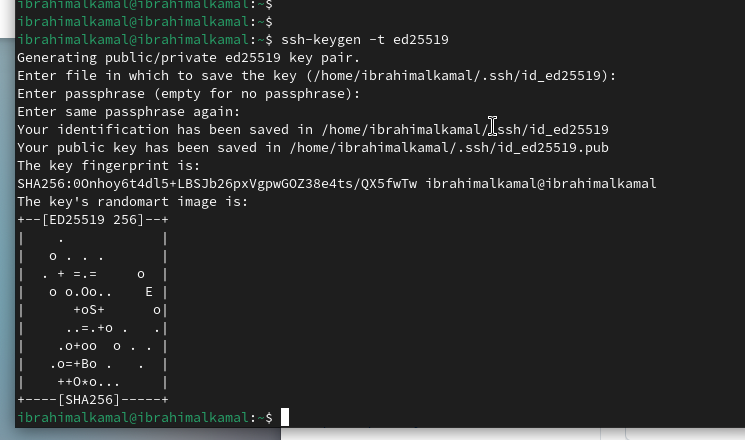 ibrahimalkamal@ibrahimalkamal:~$
ibrahimalkamal@ibrahimalkamal:~$
ibrahimalkamal@ibrahimalkamal:~$ ssh-keygen -t ed25519
Generating public/private ed25519 key pair.
Enter file in which to save the key (/home/ibrahimalkamal/.ssh/id_ed25519):
Enter passphrase (empty for no passphrase):
Enter same passphrase again:
Your identification has been saved in /home/ibrahimalkamal/.ssh/id_ed25519
Your public key has been saved in /home/ibrahimalkamal/.ssh/id_ed25519.pub
The key fingerprint is:
SHA256:0Onhoy6t4dl5+LBSJb26pxVgpwGOZ38e4ts/QX5fwTw ibrahimalkamal@ibrahimalkamal
The key's randomart image is:
+--[ED25519 256]--+
|    .            |
|   o . . .       |
|  . + =.=     o  |
|   o o.Oo..    E |
|      +oS+      o|
|     ..=.+o .   .|
|    .o+oo  o . . |
|   .o=+Bo .   .  |
|    ++O*o...     |
+----[SHA256]-----+
ibrahimalkamal@ibrahimalkamal:~$